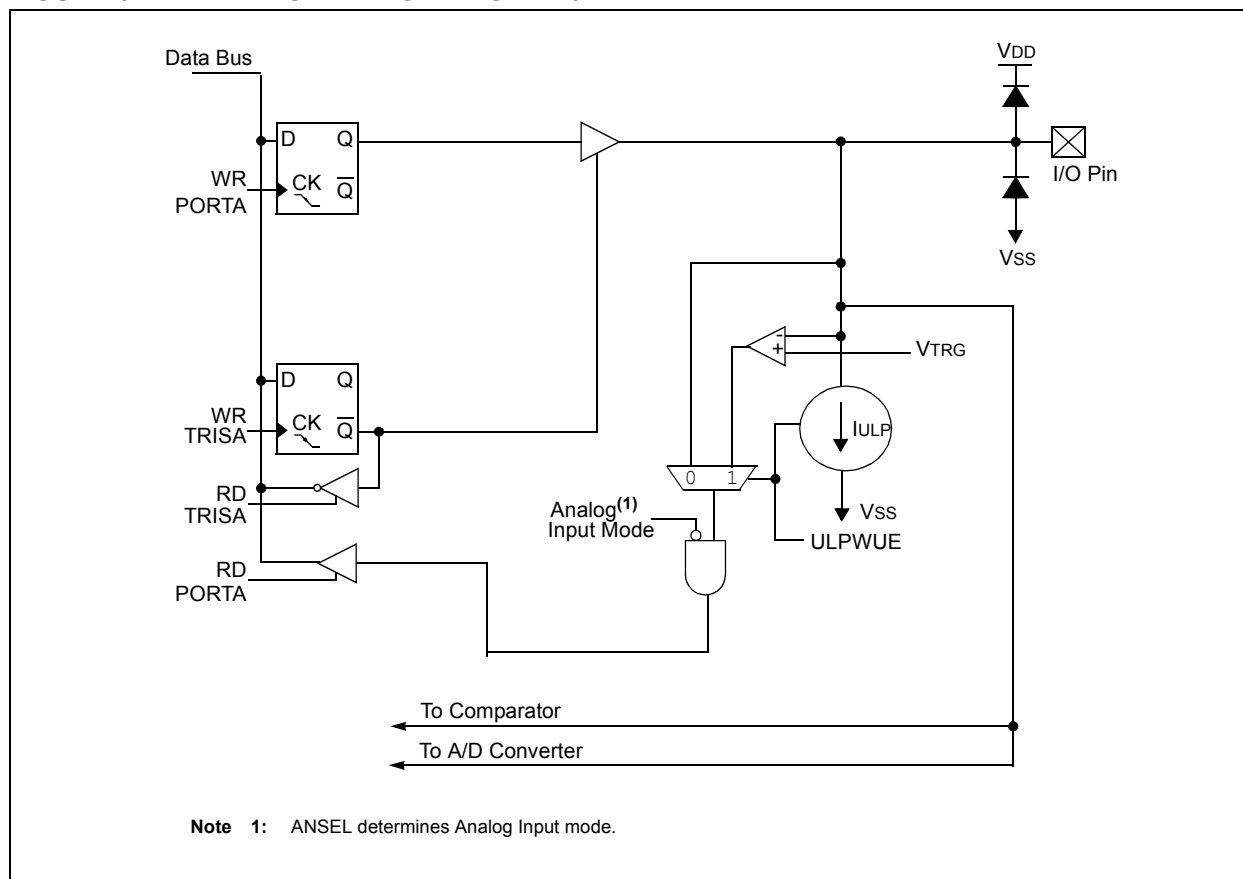 Data Bus
VDD
D Q
I/O Pin
WR
PORTA
CK Q
VSS
VTRG
-
+
D Q
WR
TRISA
CK Q
IULP
0 1
RD
TRISA
Analog(1)
Input Mode
VSS
ULPWUE
RD
PORTA
To Comparator
To A/D Converter
Note 1: ANSEL determines Analog Input mode.